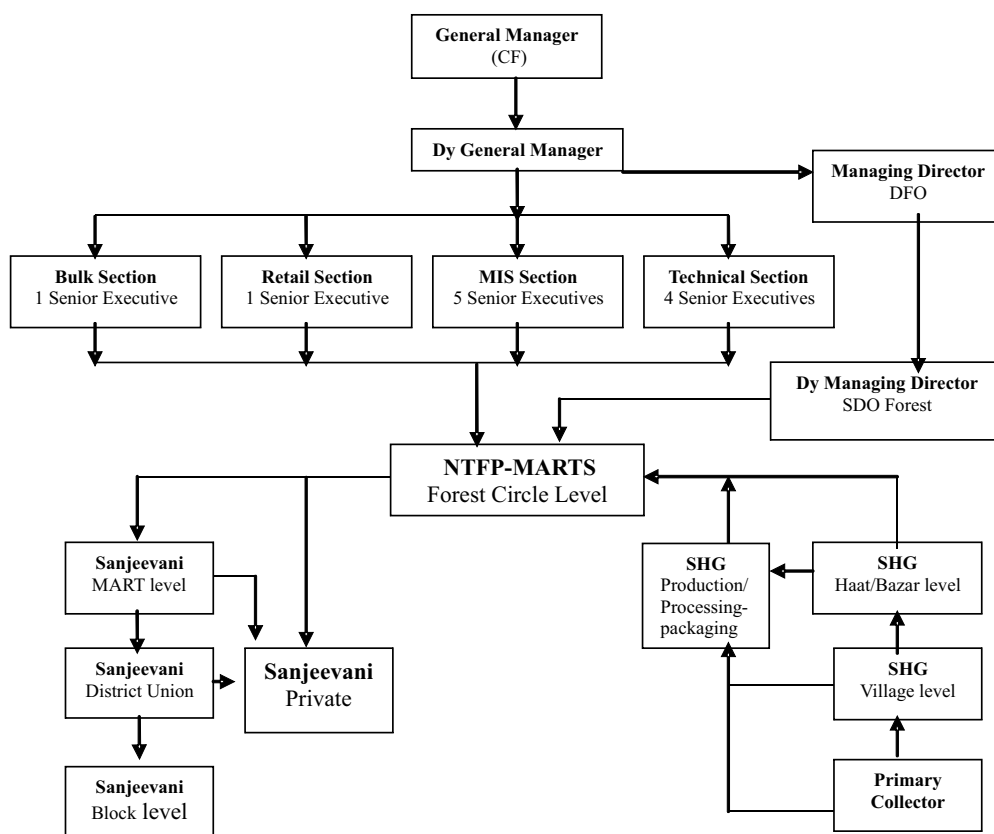 General Manager
(CF)
Dy General Manager
Managing Director
DFO
Bulk Section
1 Senior Executive
Retail Section
1 Senior Executive
MIS Section
5 Senior Executives
Technical Section
4 Senior Executives
Dy Managing Director
SDO Forest
NTFP-MARTS
Forest Circle Level
Sanjeevani
MART level
SHG
Production/
Processing-
packaging
SHG
Haat/Bazar level
Sanjeevani
District Union
Sanjeevani
Private
SHG
Village level
Sanjeevani
Block level
Primary
Collector